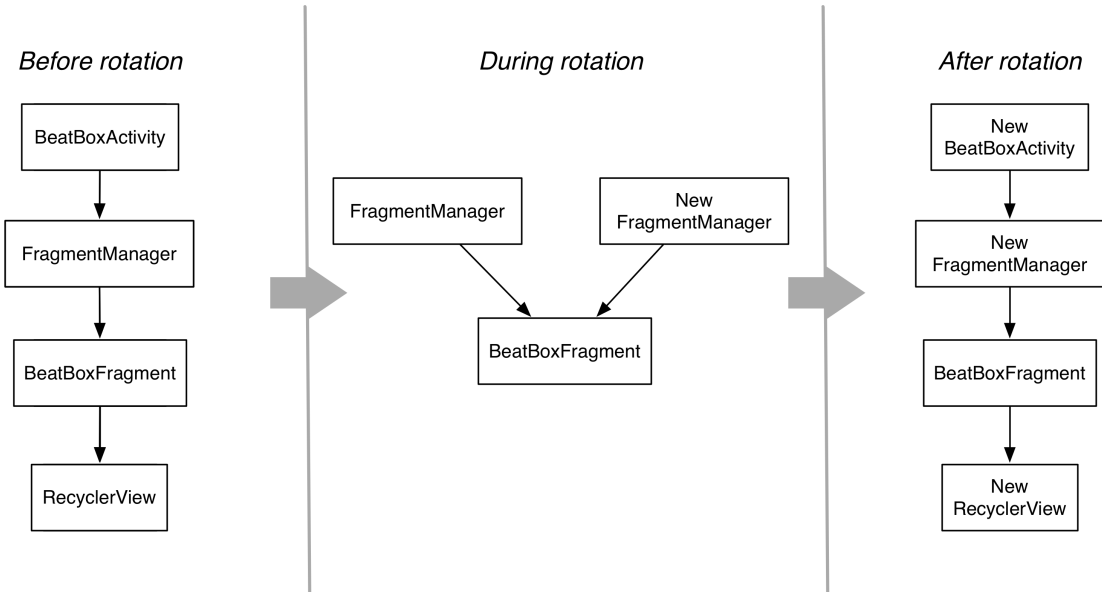 Before rotation
BeatBoxActivity
FragmentManager
BeatBoxFragment
RecyclerView
During rotation
FragmentManager
New
FragmentManager
BeatBoxFragment
After rotation
New
BeatBoxActivity
New
FragmentManager
BeatBoxFragment
New
RecyclerView